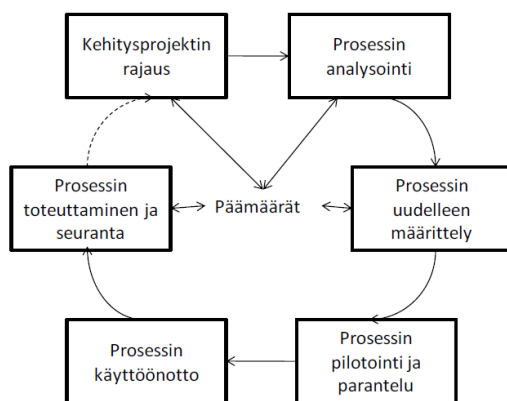 Kehitysprojektin
rajaus
Prosessin
analysointi
Prosessin
toteuttaminen ja
seuranta
Päämäärät
Prosessin
uudelleen
määrittely
Prosessin
käyttöönotto
Prosessin
pilotointi ja
parantelu